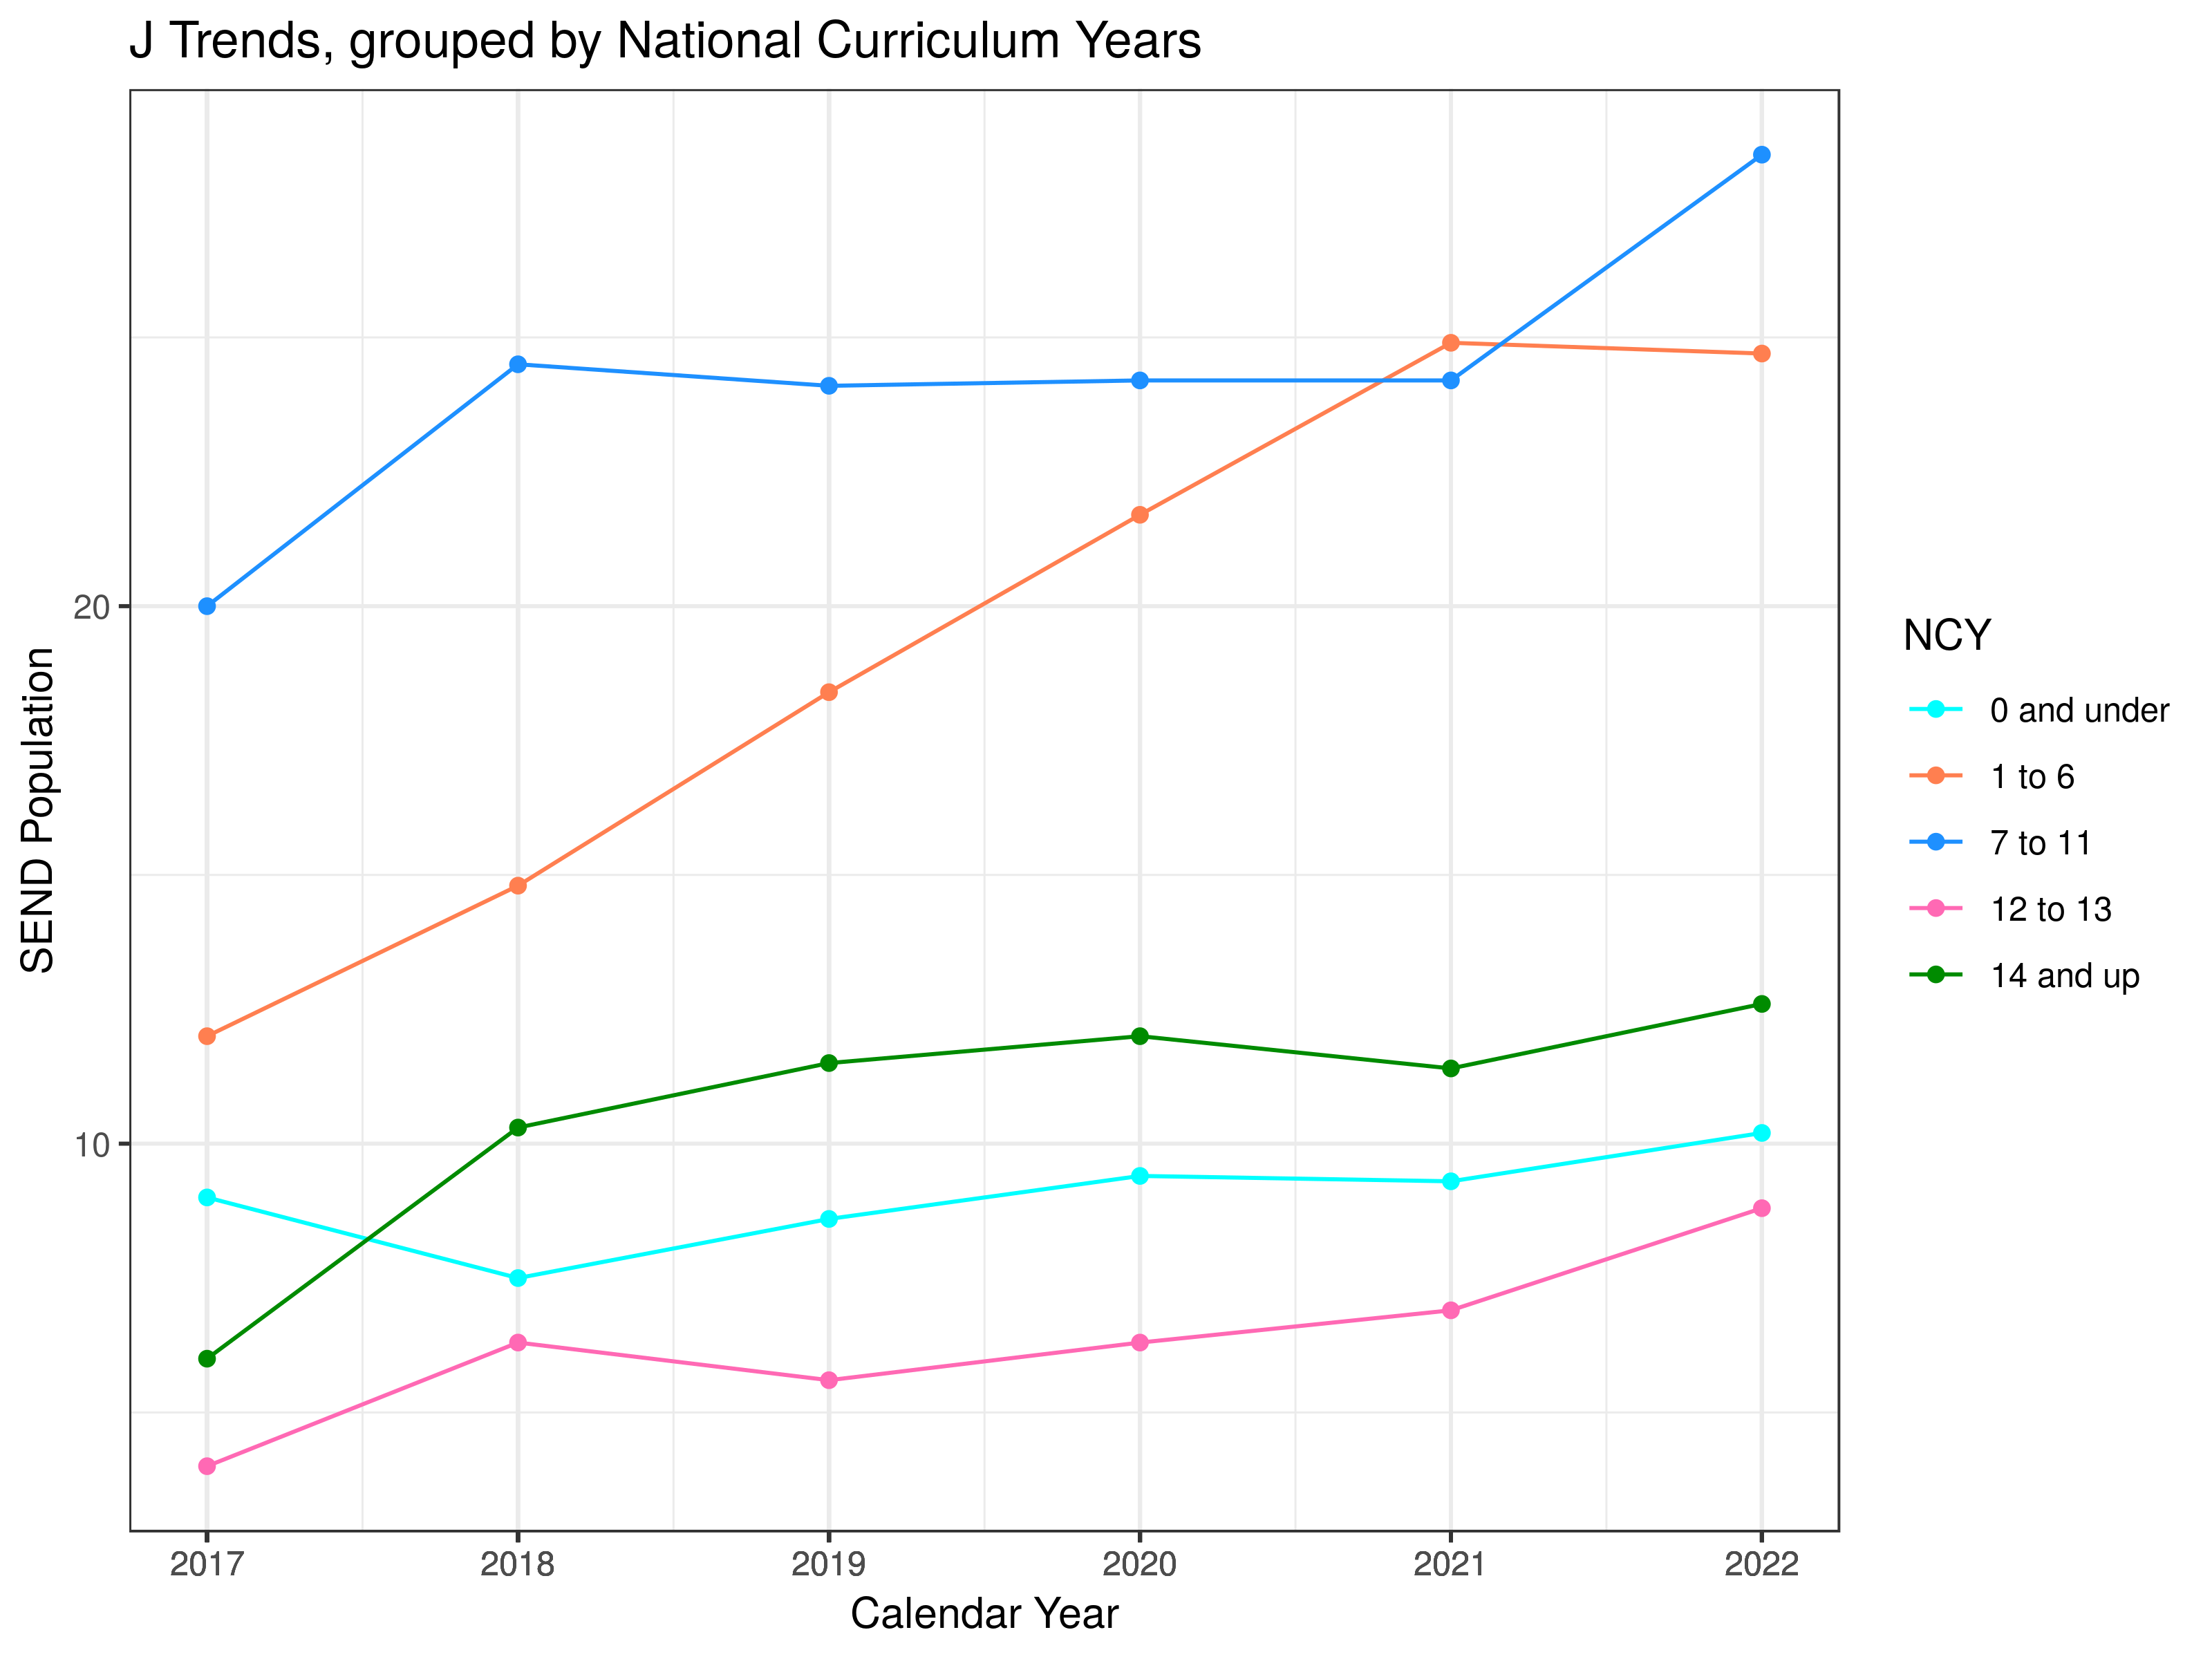 J Trends, grouped by National Curriculum Years
SEND Population
20
10
2017 2018 2019 2020 2021 2022
Calendar Year
NCY
0 and under
1 to 6
7 to 11
12 to 13
14 and up